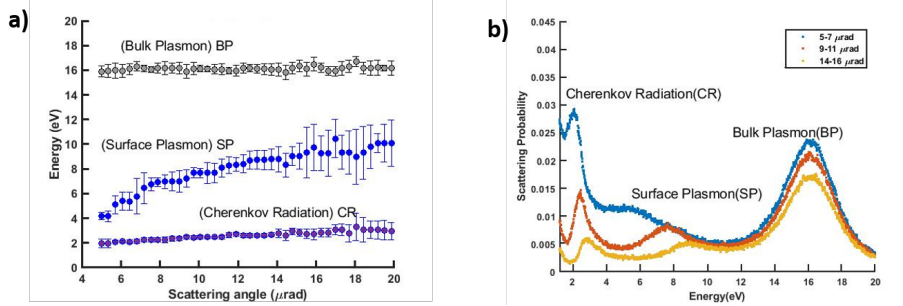 a)
20
18
16
14
12
10
8
6
4
2
0
Energy (eV)
(Bulk Plasmon) BP
(Surface Plasmon) SP
(Cherenkov Radiation) CR
4 6 8 10 12 14 16 18 20
Scattering angle (μrad)
b)
0.045
0.04
0.035
0.03
0.025
0.02
0.015
0.01
0.005
0
Scattering Probability
5-7 μrad
9-11 μrad
14-16 μrad
Cherenkov Radiation(CR)
Bulk Plasmon(BP)
Surface Plasmon(SP)
2 4 6 8 10 12 14 16 18 20
Energy(eV)